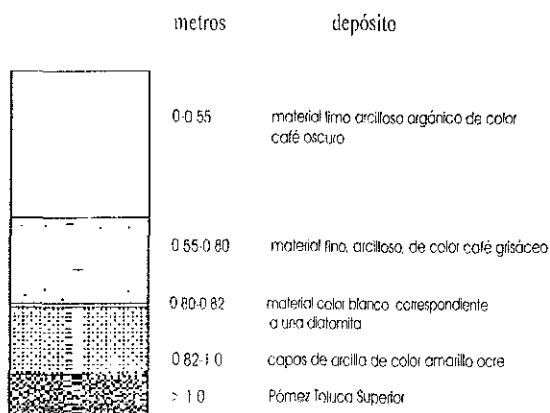 metros depósito
0-0 55 material limo arcilloso orgánico de color
café oscuro
0 55-0 80 material fino, arcilloso, de color café grisáceo
0 80-0 82 material color blanco correspondiente
a una diatomita
0 82-1 0 capas de arcilla de color amarillo ocre
> 1 0 Pómez Toluca Superior